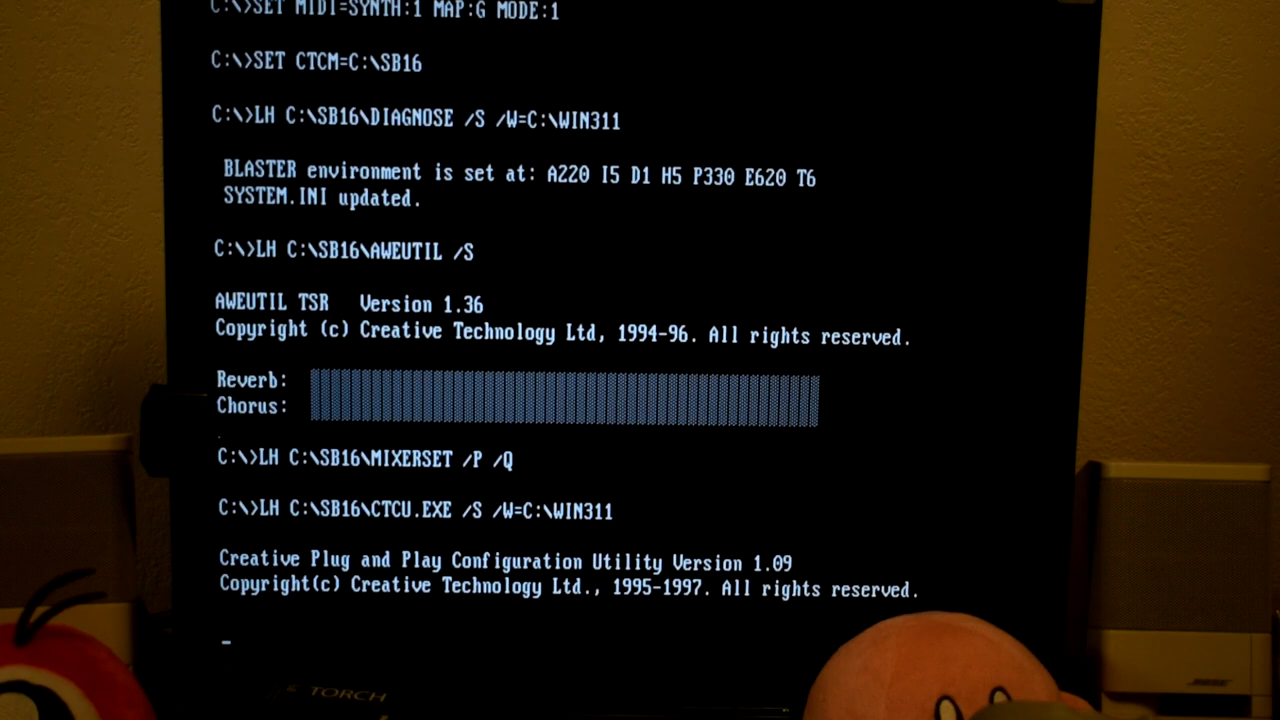 C:\>SET MIDI=SYNTH:1 MAP:G MODE:1
C:\>SET CTCM=C:\SB16
C:\>LH C:\SB16\DIAGNOSE /S /W=C:\WIN311
BLASTER environment is set at: A220 I5 D1 H5 P330 E620 T6
SYSTEM.INI updated.
C:\>LH C:\SB16\AWEUTIL /S
AWEUTIL TSR Version 1.36
Copyright (c) Creative Technology Ltd, 1994-96. All rights reserved.
Reverb:
Chorus:
C:\>LH C:\SB16\MIXERSET /P /Q
C:\>LH C:\SB16\CTCU.EXE /S /W=C:\WIN311
Creative Plug and Play Configuration Utility Version 1.09
Copyright(c) Creative Technology Ltd., 1995-1997. All rights reserved.
TORCH
BOSE